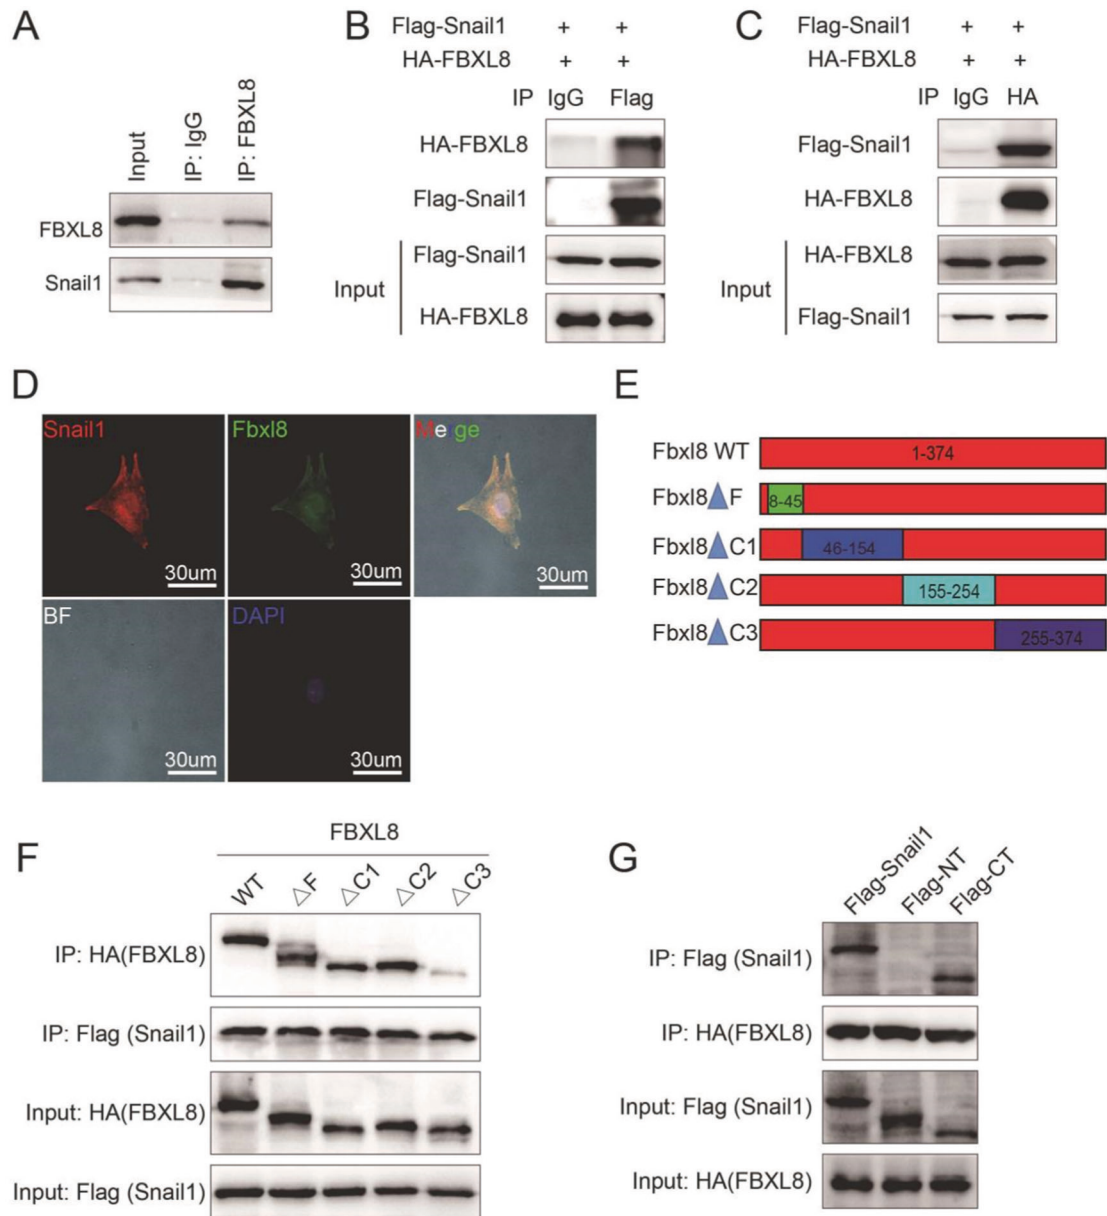 A
Input
IP: IgG
IP: FBXL8
FBXL8
Snail1
B
Flag-Snail1 + +
HA-FBXL8 + +
IP IgG Flag
HA-FBXL8
Flag-Snail1
Input
Flag-Snail1
HA-FBXL8
C
Flag-Snail1 + +
HA-FBXL8 + +
IP IgG HA
Flag-Snail1
HA-FBXL8
Input
HA-FBXL8
Flag-Snail1
D
Snail1
30um
Fbxl8
30um
Merge
30um
BF
30um
DAPI
30um
E
Fbxl8 WT 1-374
Fbxl8▲F 8-45
Fbxl8▲C1 46-154
Fbxl8▲C2 155-254
Fbxl8▲C3 255-374
F
FBXL8
WT △F △C1 △C2 △C3
IP: HA(FBXL8)
IP: Flag (Snail1)
Input: HA(FBXL8)
Input: Flag (Snail1)
G
Flag-Snail1
Flag-NT
Flag-CT
IP: Flag (Snail1)
IP: HA(FBXL8)
Input: Flag (Snail1)
Input: HA(FBXL8)